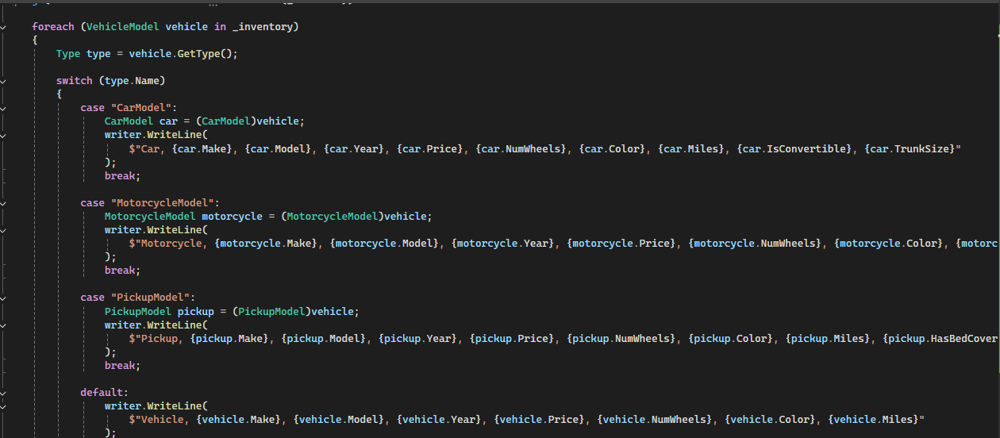 foreach (VehicleModel vehicle in _inventory)
{
Type type = vehicle.GetType();
switch (type.Name)
{
case "CarModel":
CarModel car = (CarModel)vehicle;
writer.WriteLine(
$"Car, {car.Make}, {car.Model}, {car.Year}, {car.Price}, {car.NumWheels}, {car.Color}, {car.Miles}, {car.IsConvertible}, {car.TrunkSize}"
);
break;
case "MotorcycleModel":
MotorcycleModel motorcycle = (MotorcycleModel)vehicle;
writer.WriteLine(
$"Motorcycle, {motorcycle.Make}, {motorcycle.Model}, {motorcycle.Year}, {motorcycle.Price}, {motorcycle.NumWheels}, {motorcycle.Color}, {motorc
);
break;
case "PickupModel":
PickupModel pickup = (PickupModel)vehicle;
writer.WriteLine(
$"Pickup, {pickup.Make}, {pickup.Model}, {pickup.Year}, {pickup.Price}, {pickup.NumWheels}, {pickup.Color}, {pickup.Miles}, {pickup.HasBedCover
);
break;
default:
writer.WriteLine(
$"Vehicle, {vehicle.Make}, {vehicle.Model}, {vehicle.Year}, {vehicle.Price}, {vehicle.NumWheels}, {vehicle.Color}, {vehicle.Miles}"
);